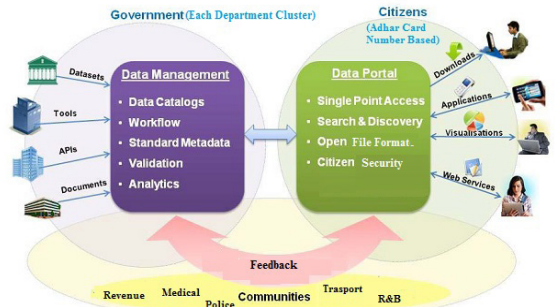 Government (Each Department Cluster)
Citizens
(Adhar Card
Number Based)
Datasets
Tools
APIs
Documents
Data Management
• Data Catalogs
• Workflow
• Standard Metadata
• Validation
• Analytics
Data Portal
• Single Point Access
• Search & Discovery
• Open File Format.
• Citizen Security
Downloads
Applications
Visualisations
Web Services
Feedback
Revenue Medical Police Communities Trasport R&B